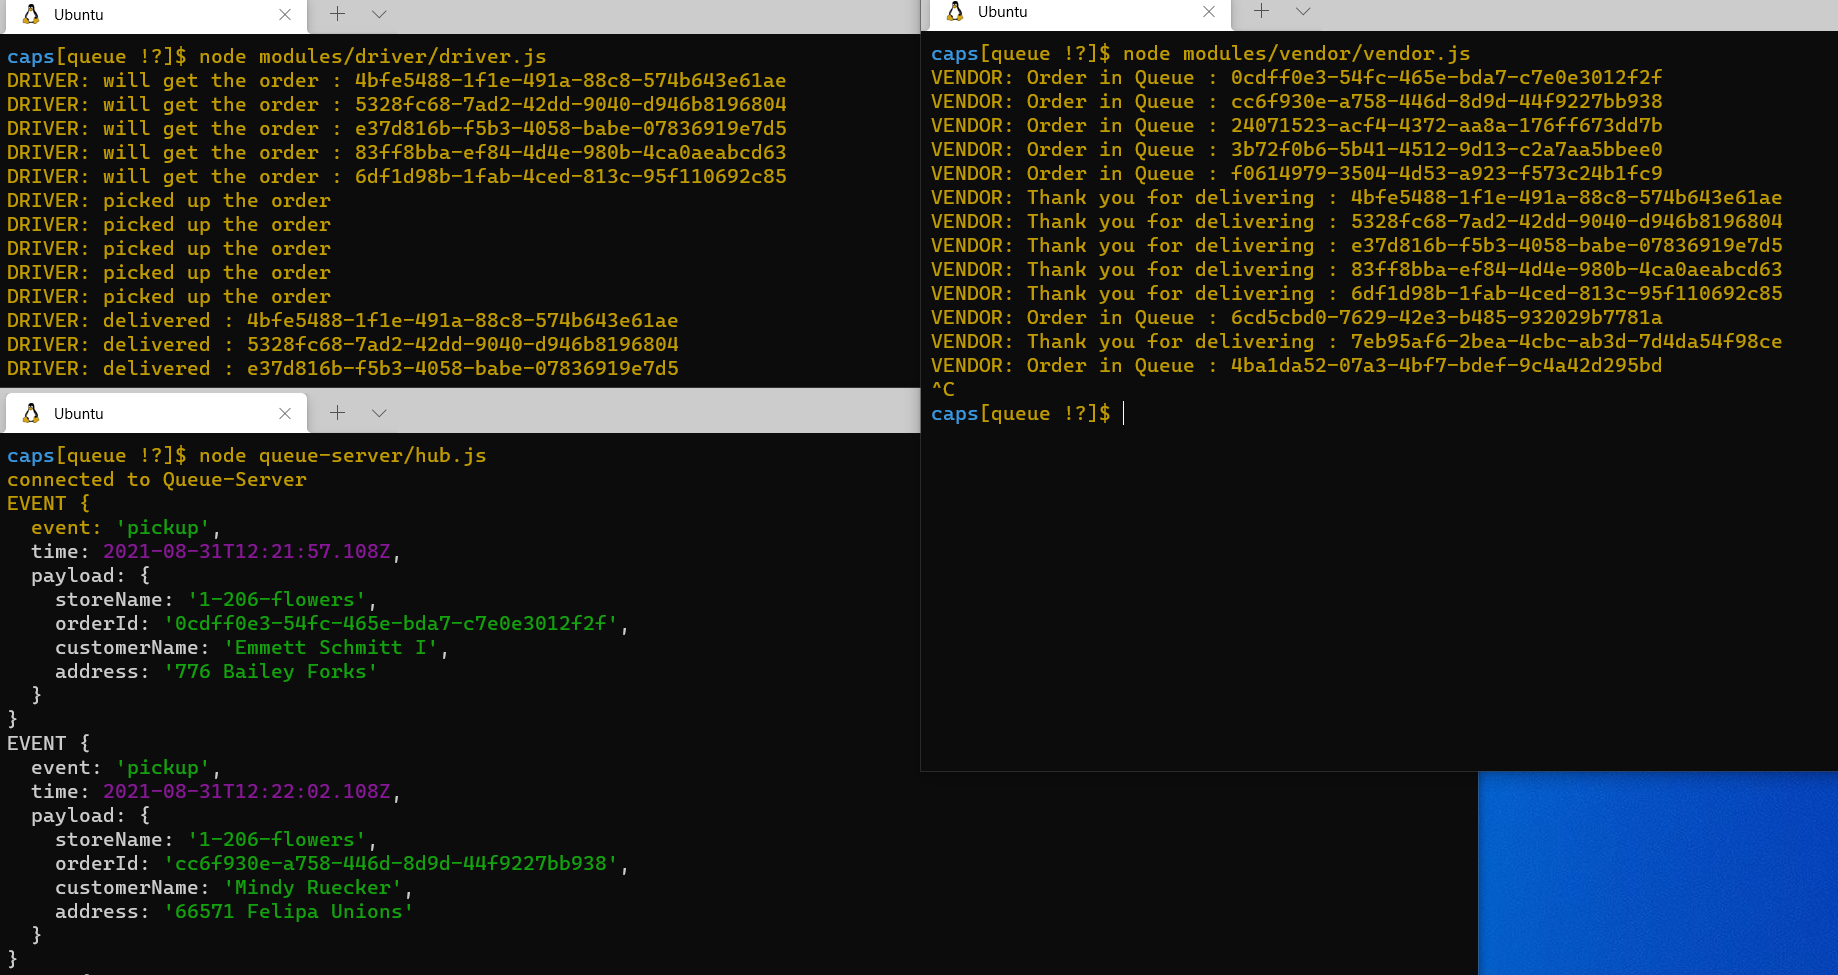 Ubuntu
caps[queue !?]$ node modules/driver/driver.js
DRIVER: will get the order : 4bfe5488-1f1e-491a-88c8-574b643e61ae
DRIVER: will get the order : 5328fc68-7ad2-42dd-9040-d946b8196804
DRIVER: will get the order : e37d816b-f5b3-4058-babe-07836919e7d5
DRIVER: will get the order : 83ff8bba-ef84-4d4e-980b-4ca0aeabcd63
DRIVER: will get the order : 6df1d98b-1fab-4ced-813c-95f110692c85
DRIVER: picked up the order
DRIVER: picked up the order
DRIVER: picked up the order
DRIVER: picked up the order
DRIVER: picked up the order
DRIVER: delivered : 4bfe5488-1f1e-491a-88c8-574b643e61ae
DRIVER: delivered : 5328fc68-7ad2-42dd-9040-d946b8196804
DRIVER: delivered : e37d816b-f5b3-4058-babe-07836919e7d5
Ubuntu
caps[queue !?]$ node queue-server/hub.js
connected to Queue-Server
EVENT {
event: 'pickup',
time: 2021-08-31T12:21:57.108Z,
payload: {
storeName: '1-206-flowers',
orderId: '0cdff0e3-54fc-465e-bda7-c7e0e3012f2f',
customerName: 'Emmett Schmitt I',
address: '776 Bailey Forks'
}
}
EVENT {
event: 'pickup',
time: 2021-08-31T12:22:02.108Z,
payload: {
storeName: '1-206-flowers',
orderId: 'cc6f930e-a758-446d-8d9d-44f9227bb938',
customerName: 'Mindy Ruecker',
address: '66571 Felipa Unions'
}
}
Ubuntu
caps[queue !?]$ node modules/vendor/vendor.js
VENDOR: Order in Queue : 0cdff0e3-54fc-465e-bda7-c7e0e3012f2f
VENDOR: Order in Queue : cc6f930e-a758-446d-8d9d-44f9227bb938
VENDOR: Order in Queue : 24071523-acf4-4372-aa8a-176ff673dd7b
VENDOR: Order in Queue : 3b72f0b6-5b41-4512-9d13-c2a7aa5bbee0
VENDOR: Order in Queue : f0614979-3504-4d53-a923-f573c24b1fc9
VENDOR: Thank you for delivering : 4bfe5488-1f1e-491a-88c8-574b643e61ae
VENDOR: Thank you for delivering : 5328fc68-7ad2-42dd-9040-d946b8196804
VENDOR: Thank you for delivering : e37d816b-f5b3-4058-babe-07836919e7d5
VENDOR: Thank you for delivering : 83ff8bba-ef84-4d4e-980b-4ca0aeabcd63
VENDOR: Thank you for delivering : 6df1d98b-1fab-4ced-813c-95f110692c85
VENDOR: Order in Queue : 6cd5cbd0-7629-42e3-b485-932029b7781a
VENDOR: Thank you for delivering : 7eb95af6-2bea-4cbc-ab3d-7d4da54f98ce
VENDOR: Order in Queue : 4ba1da52-07a3-4bf7-bdef-9c4a42d295bd
^C
caps[queue !?]$